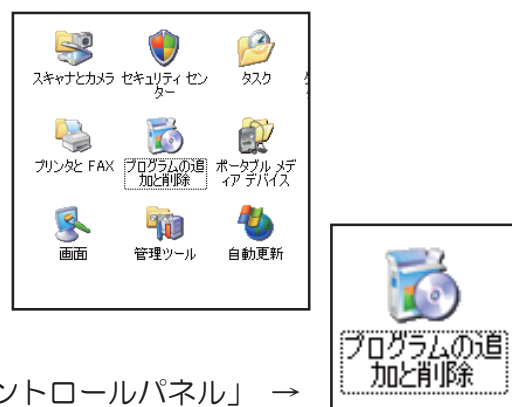 スキャナとカメラ セキュリティ セン タスク
ター
プリンタと FAX プログラムの追 ポータブル メデ
加と削除 ィア デバイス
画面 管理ツール 自動更新
ントロールパネル」 →
プログラムの追
加と削除